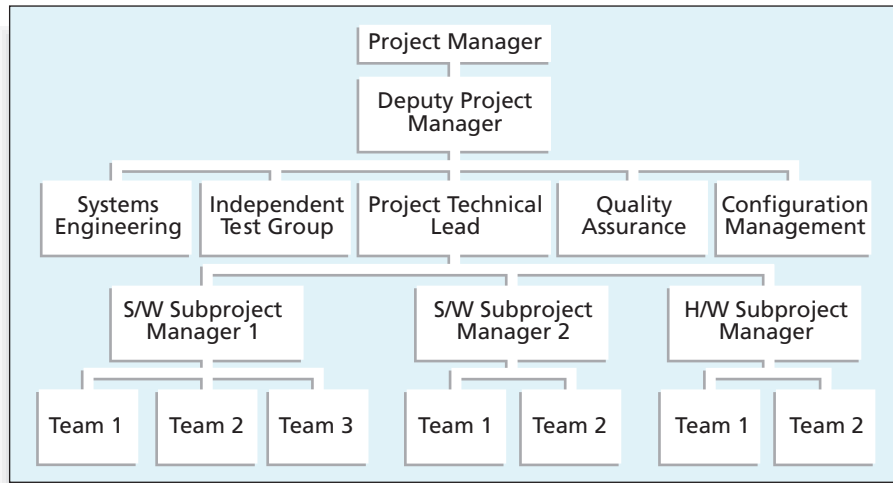 Project Manager
Deputy Project
Manager
Systems
Engineering
Independent
Test Group
Project Technical
Lead
Quality
Assurance
Configuration
Management
S/W Subproject
Manager 1
S/W Subproject
Manager 2
H/W Subproject
Manager
Team 1
Team 2
Team 3
Team 1
Team 2
Team 1
Team 2